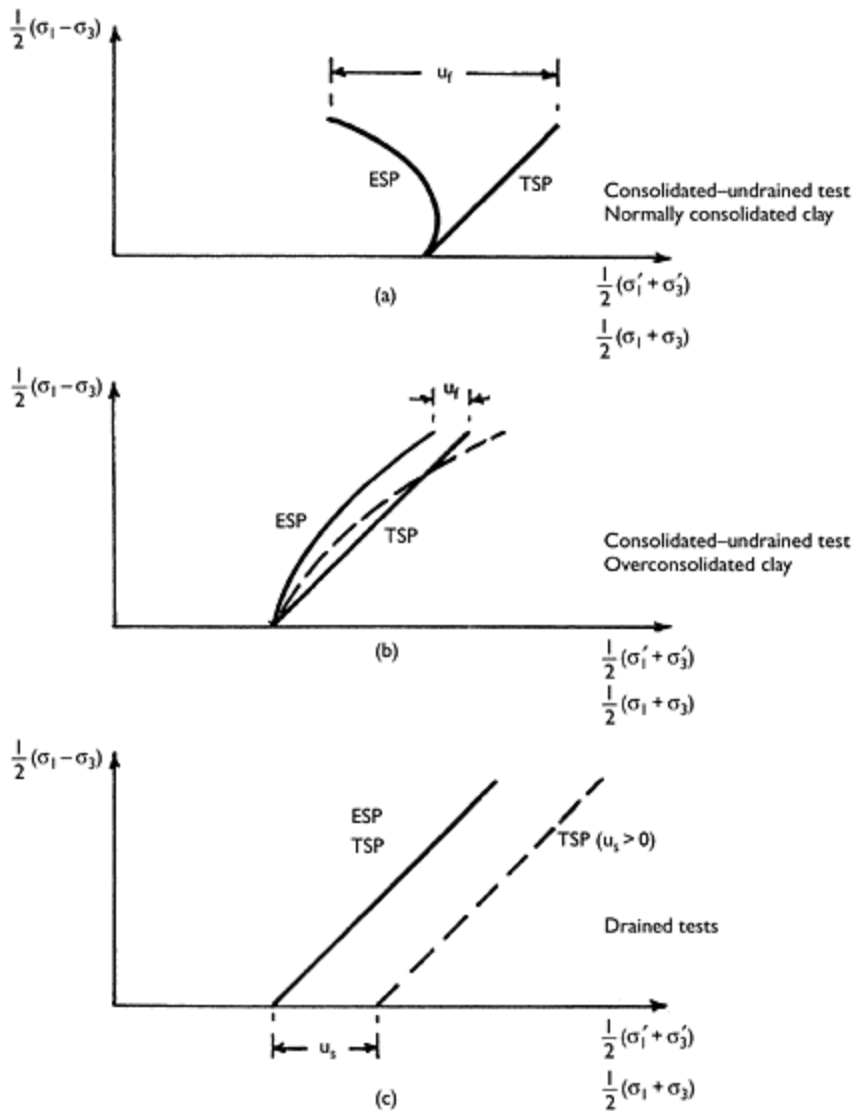 ½(σ₁ − σ₃)
u_f
ESP
TSP
Consolidated–undrained test
Normally consolidated clay
½(σ′₁ + σ′₃)
(a)
½(σ₁ + σ₃)
½(σ₁ − σ₃)
u_f
ESP
TSP
Consolidated–undrained test
Overconsolidated clay
(b)
½(σ′₁ + σ′₃)
½(σ₁ + σ₃)
½(σ₁ − σ₃)
ESP
TSP
TSP (u_s > 0)
Drained tests
½(σ′₁ + σ′₃)
u_s
½(σ₁ + σ₃)
(c)